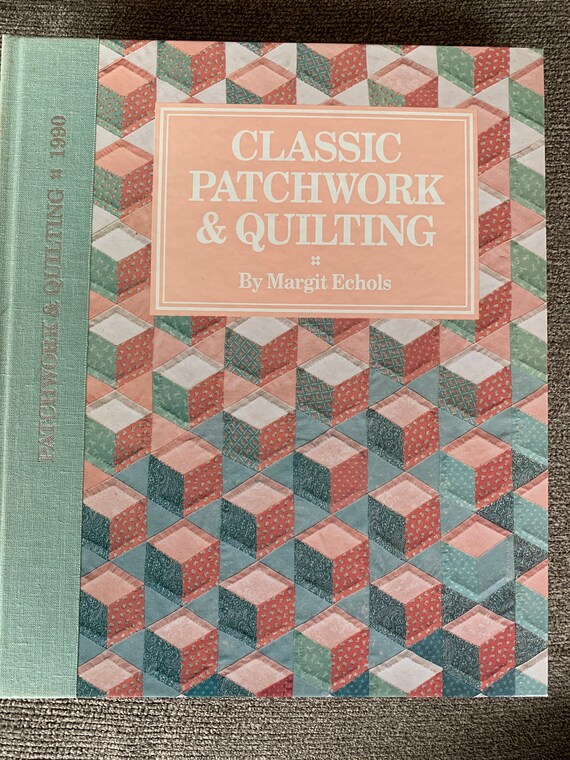 CLASSIC
PATCHWORK
& QUILTING
By Margit Echols
PATCHWORK & QUILTING ⌗ 1990